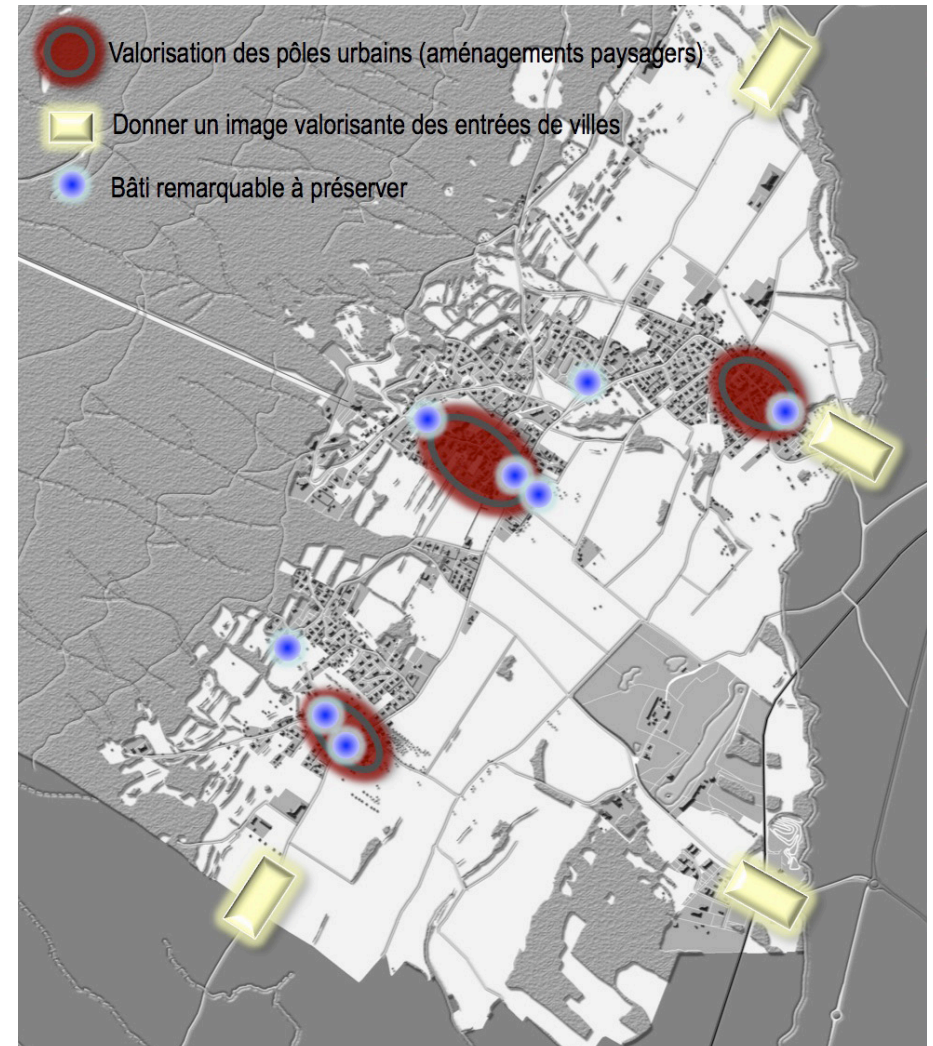 Valorisation des pôles urbains (aménagements paysagers)
Donner un image valorisante des entrées de villes
Bâti remarquable à préserver